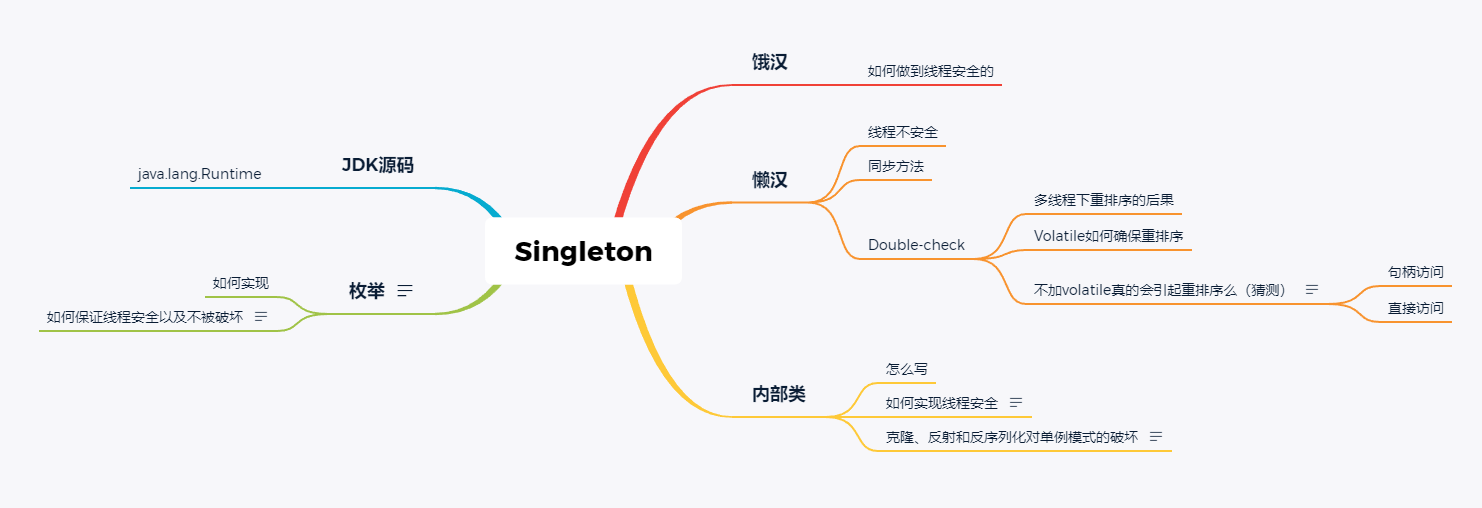 Singleton
饿汉
如何做到线程安全的
懒汉
线程不安全
同步方法
Double-check
多线程下重排序的后果
Volatile如何确保重排序
不加volatile真的会引起重排序么（猜测）
句柄访问
直接访问
内部类
怎么写
如何实现线程安全
克隆、反射和反序列化对单例模式的破坏
JDK源码
java.lang.Runtime
枚举
如何实现
如何保证线程安全以及不被破坏